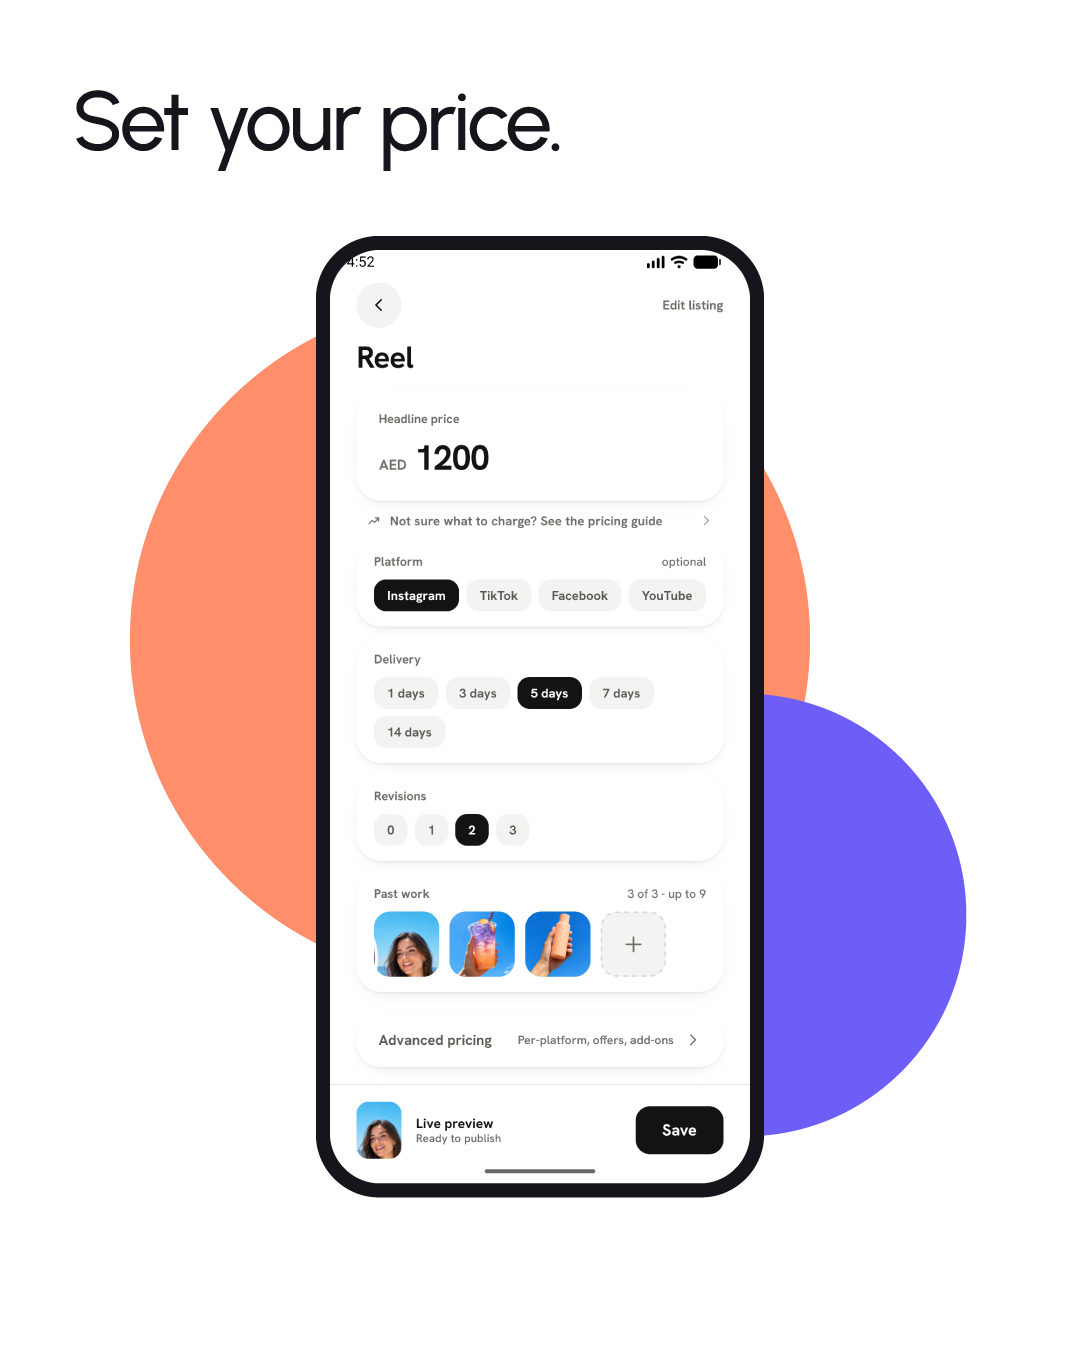 Set your price.
4:52
Edit listing
Reel
Headline price
AED 1200
Not sure what to charge? See the pricing guide
Platform optional
Instagram TikTok Facebook YouTube
Delivery
1 days 3 days 5 days 7 days
14 days
Revisions
0 1 2 3
Past work 3 of 3 - up to 9
Advanced pricing Per-platform, offers, add-ons
Live preview
Ready to publish
Save